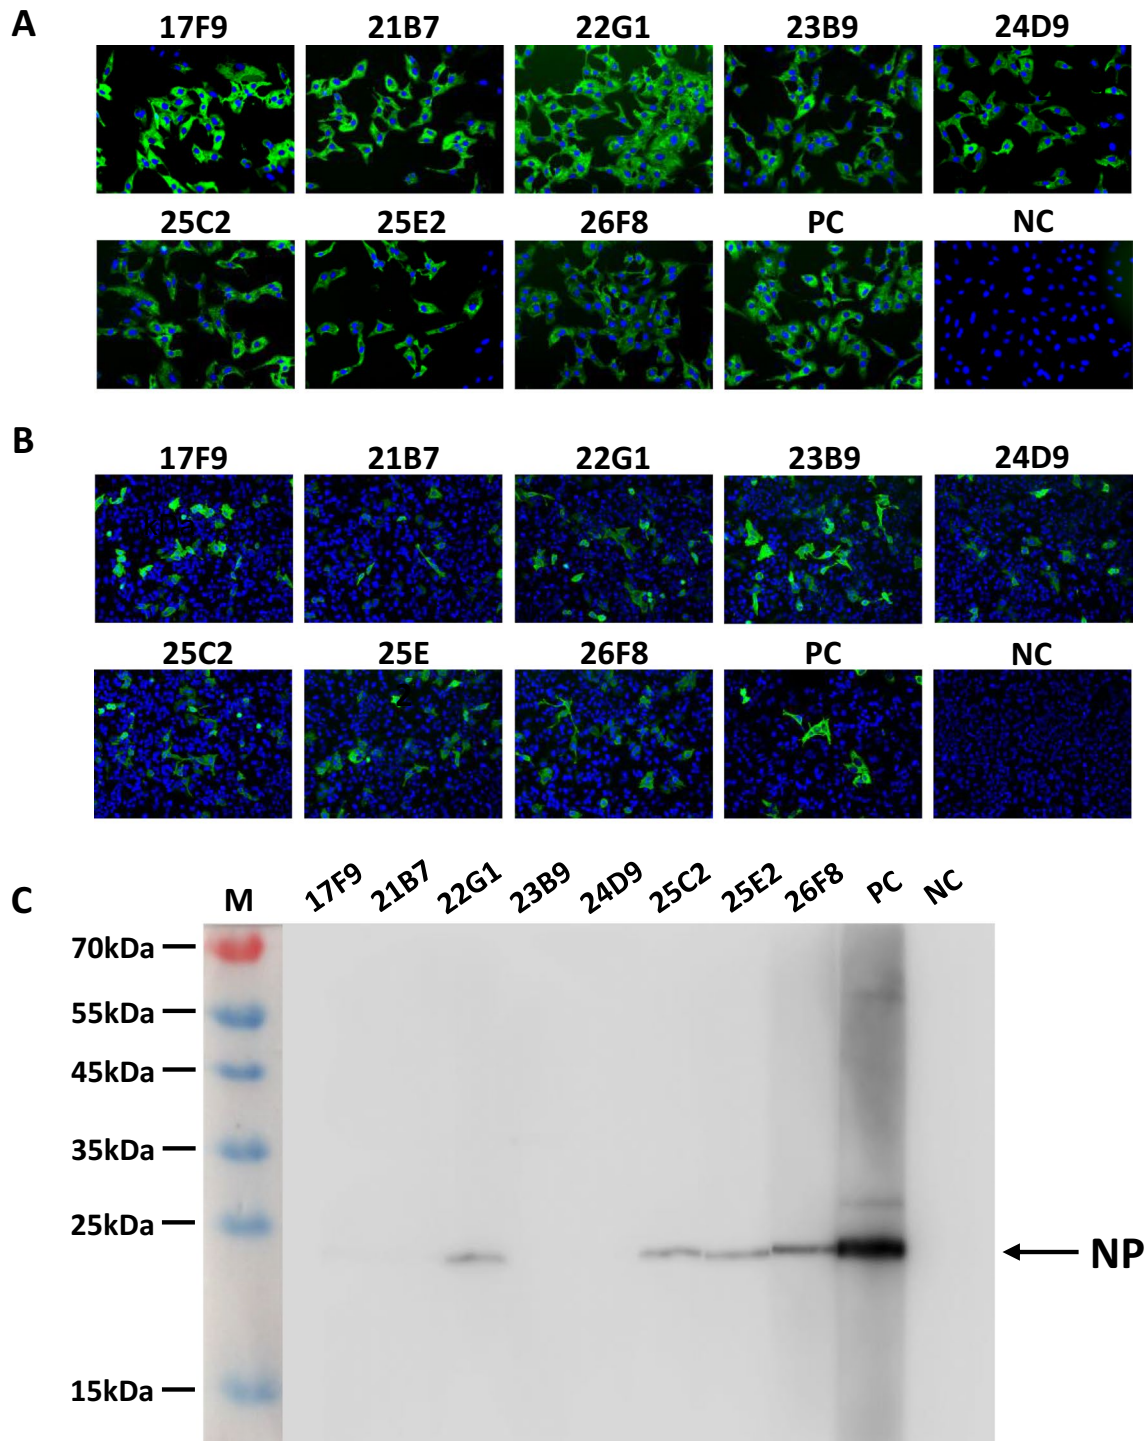 A
17F9 21B7 22G1 23B9 24D9
25C2 25E2 26F8 PC NC
B
17F9 21B7 22G1 23B9 24D9
25C2 25E 26F8 PC NC
C
M 17F9 21B7 22G1 23B9 24D9 25C2 25E2 26F8 PC NC
70kDa
55kDa
45kDa
35kDa
25kDa
NP
15kDa